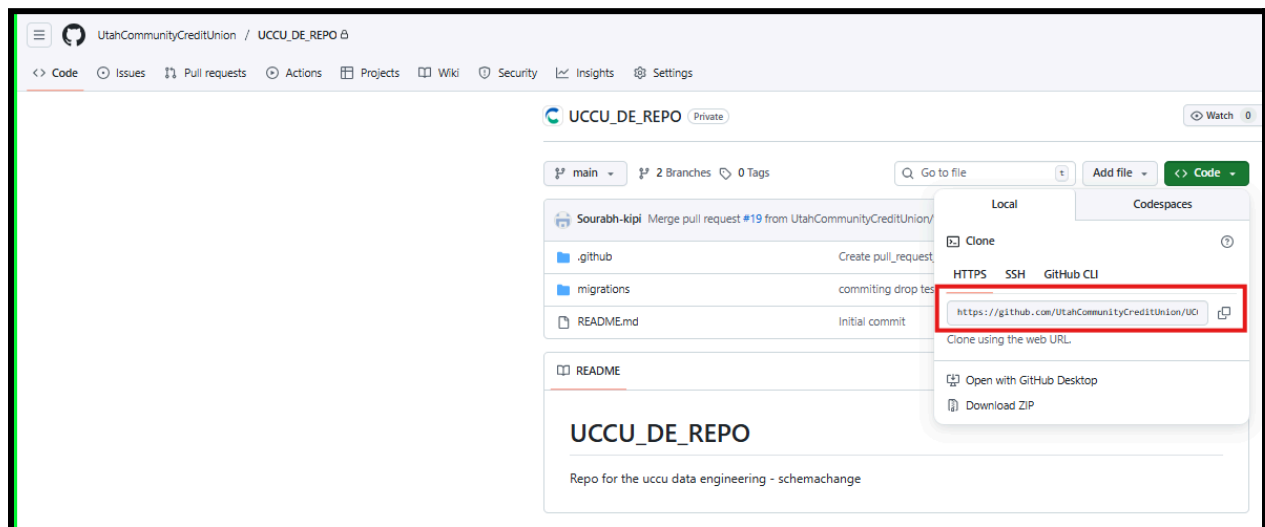 UtahCommunityCreditUnion / UCCU_DE_REPO
<> Code Issues Pull requests Actions Projects Wiki Security Insights Settings
UCCU_DE_REPO Private Watch 0
main 2 Branches 0 Tags Go to file t Add file <> Code
Local Codespaces
Sourabh-kipi Merge pull request #19 from UtahCommunityCreditUnion/
Clone
.github Create pull_request_
HTTPS SSH GitHub CLI
migrations commiting drop tes
https://github.com/UtahCommunityCreditUnion/UC
README.md Initial commit
Clone using the web URL.
README
Open with GitHub Desktop
Download ZIP
UCCU_DE_REPO
Repo for the uccu data engineering - schemachange